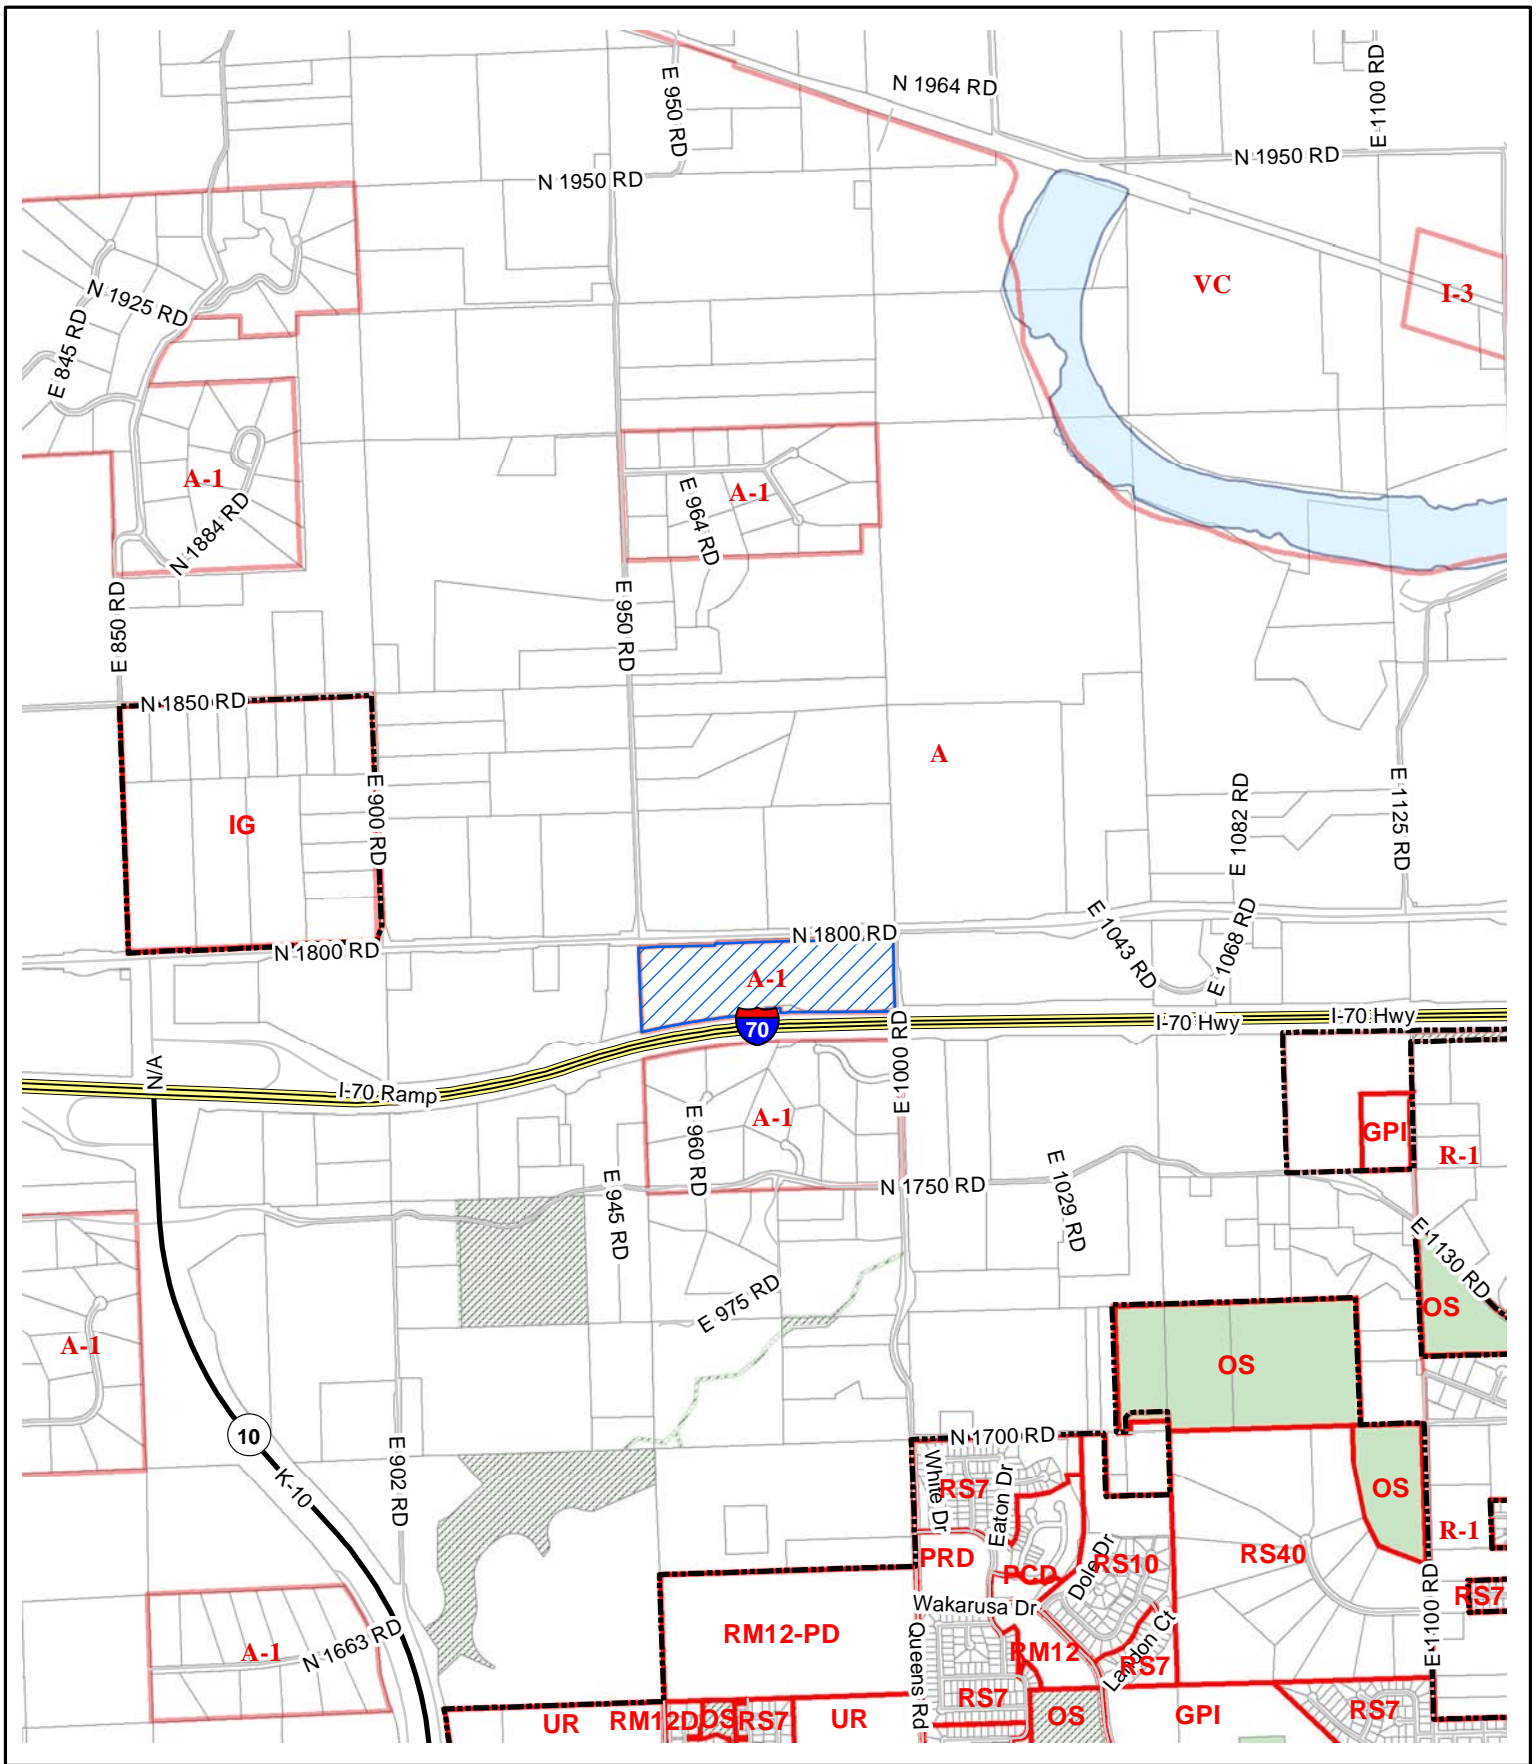 E 950 RD
N 1964 RD
E 1100 RD
N 1950 RD
N 1950 RD
VC
I-3
N 1925 RD
E 845 RD
A-1
N 1884 RD
A-1
E 964 RD
E 850 RD
E 950 RD
N 1850 RD
A
IG
E 900 RD
E 1082 RD
E 1125 RD
N 1800 RD
N 1800 RD
E 1043 RD
E 1068 RD
A-1
70
I-70 Hwy
I-70 Hwy
N/A
I-70 Ramp
E 1000 RD
A-1
E 960 RD
GPI
R-1
E 945 RD
N 1750 RD
E 1029 RD
E 1130 RD
E 975 RD
OS
A-1
OS
10
K-10
E 902 RD
N 1700 RD
White Dr
RS7
Eaton Dr
OS
R-1
PRD
PCD
Dole Dr
RS10
RS40
RS7
Wakarusa Dr
E 1100 RD
RM12-PD
Queens Rd
RM12
Landon Ct
RS7
A-1
N 1663 RD
RS7
UR
RM12D
OS
RS7
UR
OS
GPI
RS7